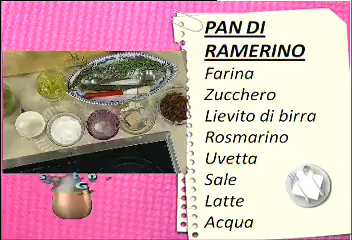 PAN DI
RAMERINO
Farina
Zucchero
Lievito di birra
Rosmarino
Uvetta
Sale
Latte
Acqua